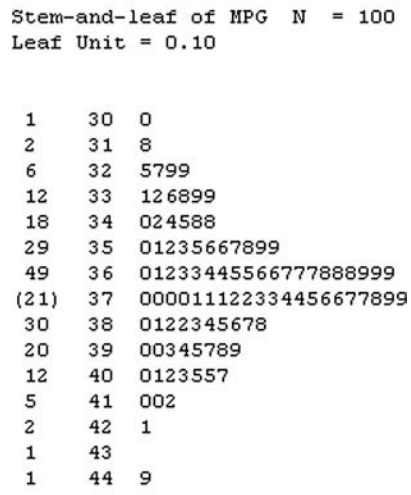 Stem-and-leaf of MPG N = 100
Leaf Unit = 0.10
1 30 0
2 31 8
6 32 5799
12 33 126899
18 34 024588
29 35 01235667899
49 36 01233445566777888999
(21) 37 000011122334456677899
30 38 0122345678
20 39 00345789
12 40 0123557
5 41 002
2 42 1
1 43
1 44 9